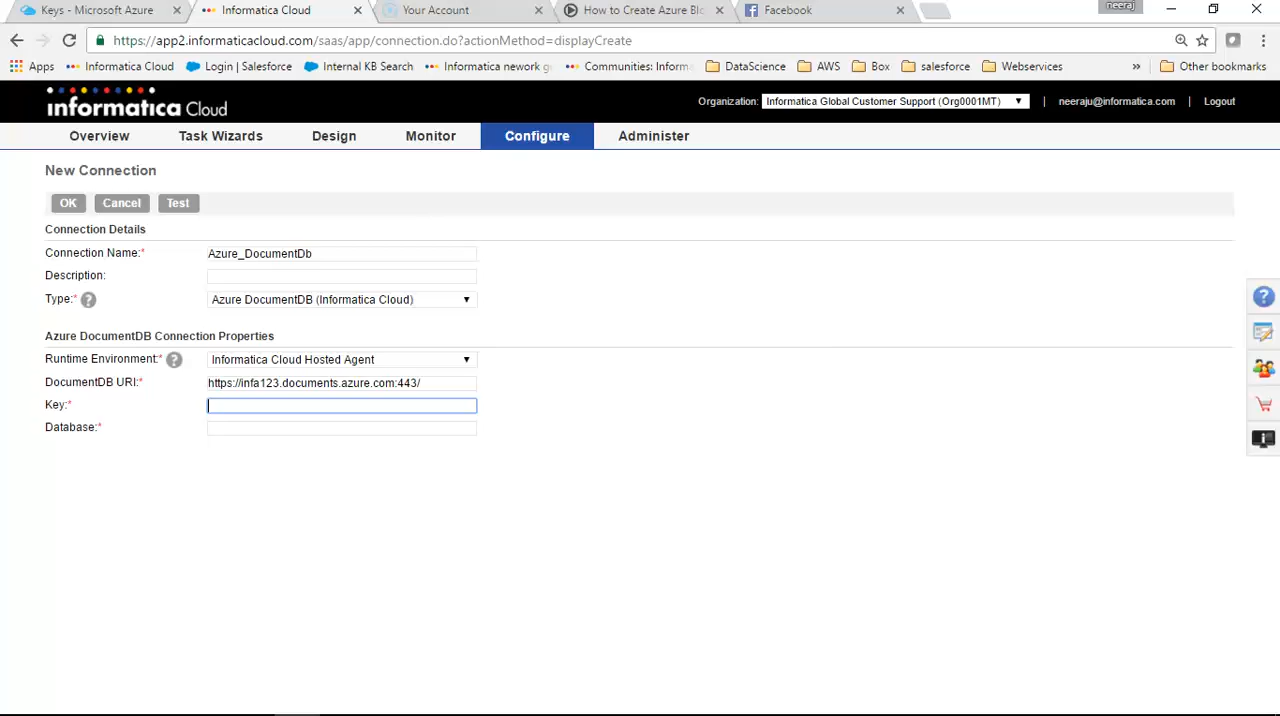 neeraj
Keys - Microsoft Azure
Informatica Cloud
Your Account
How to Create Azure Blo
Facebook
https://app2.informaticacloud.com/saas/app/connection.do?actionMethod=displayCreate
Apps
Informatica Cloud
Login | Salesforce
Internal KB Search
Informatica nework g
Communities: Inform
DataScience
AWS
Box
salesforce
Webservices
»
Other bookmarks
informatica Cloud
Organization: Informatica Global Customer Support (Org0001MT) | neeraju@informatica.com | Logout
Overview
Task Wizards
Design
Monitor
Configure
Administer
New Connection
OK
Cancel
Test
Connection Details
Connection Name:* Azure_DocumentDb
Description:
Type:* ? Azure DocumentDB (Informatica Cloud)
Azure DocumentDB Connection Properties
Runtime Environment:* ? Informatica Cloud Hosted Agent
DocumentDB URI:* https://infa123.documents.azure.com:443/
Key:*
Database:*